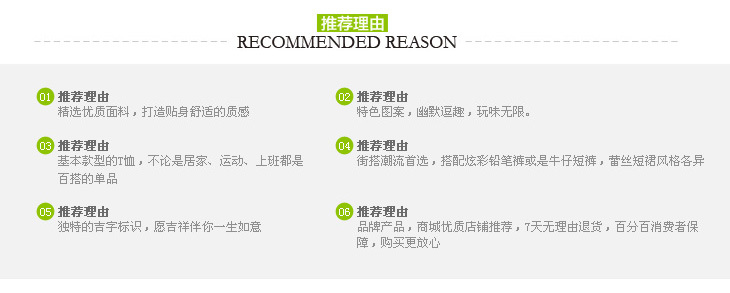 推荐理由
RECOMMENDED REASON
01 推荐理由
精选优质面料，打造贴身舒适的质感
02 推荐理由
特色图案，幽默逗趣，玩味无限。
03 推荐理由
基本款型的T恤，不论是居家、运动、上班都是
百搭的单品
04 推荐理由
街搭潮流首选，搭配炫彩铅笔裤或是牛仔短裤，蕾丝短裙风格各异
05 推荐理由
独特的吉字标识，愿吉祥伴你一生如意
06 推荐理由
品牌产品，商城优质店铺推荐，7天无理由退货，百分百消费者保
障，购买更放心